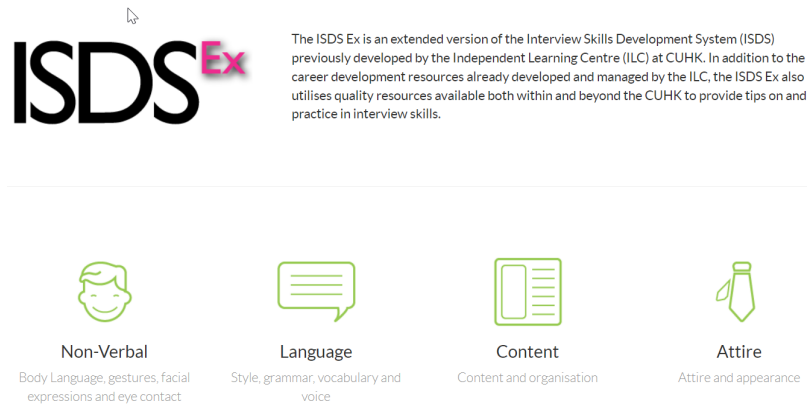 ISDS Ex
The ISDS Ex is an extended version of the Interview Skills Development System (ISDS)
previously developed by the Independent Learning Centre (ILC) at CUHK. In addition to the
career development resources already developed and managed by the ILC, the ISDS Ex also
utilises quality resources available both within and beyond the CUHK to provide tips on and
practice in interview skills.
Non-Verbal
Body Language, gestures, facial
expressions and eye contact
Language
Style, grammar, vocabulary and
voice
Content
Content and organisation
Attire
Attire and appearance